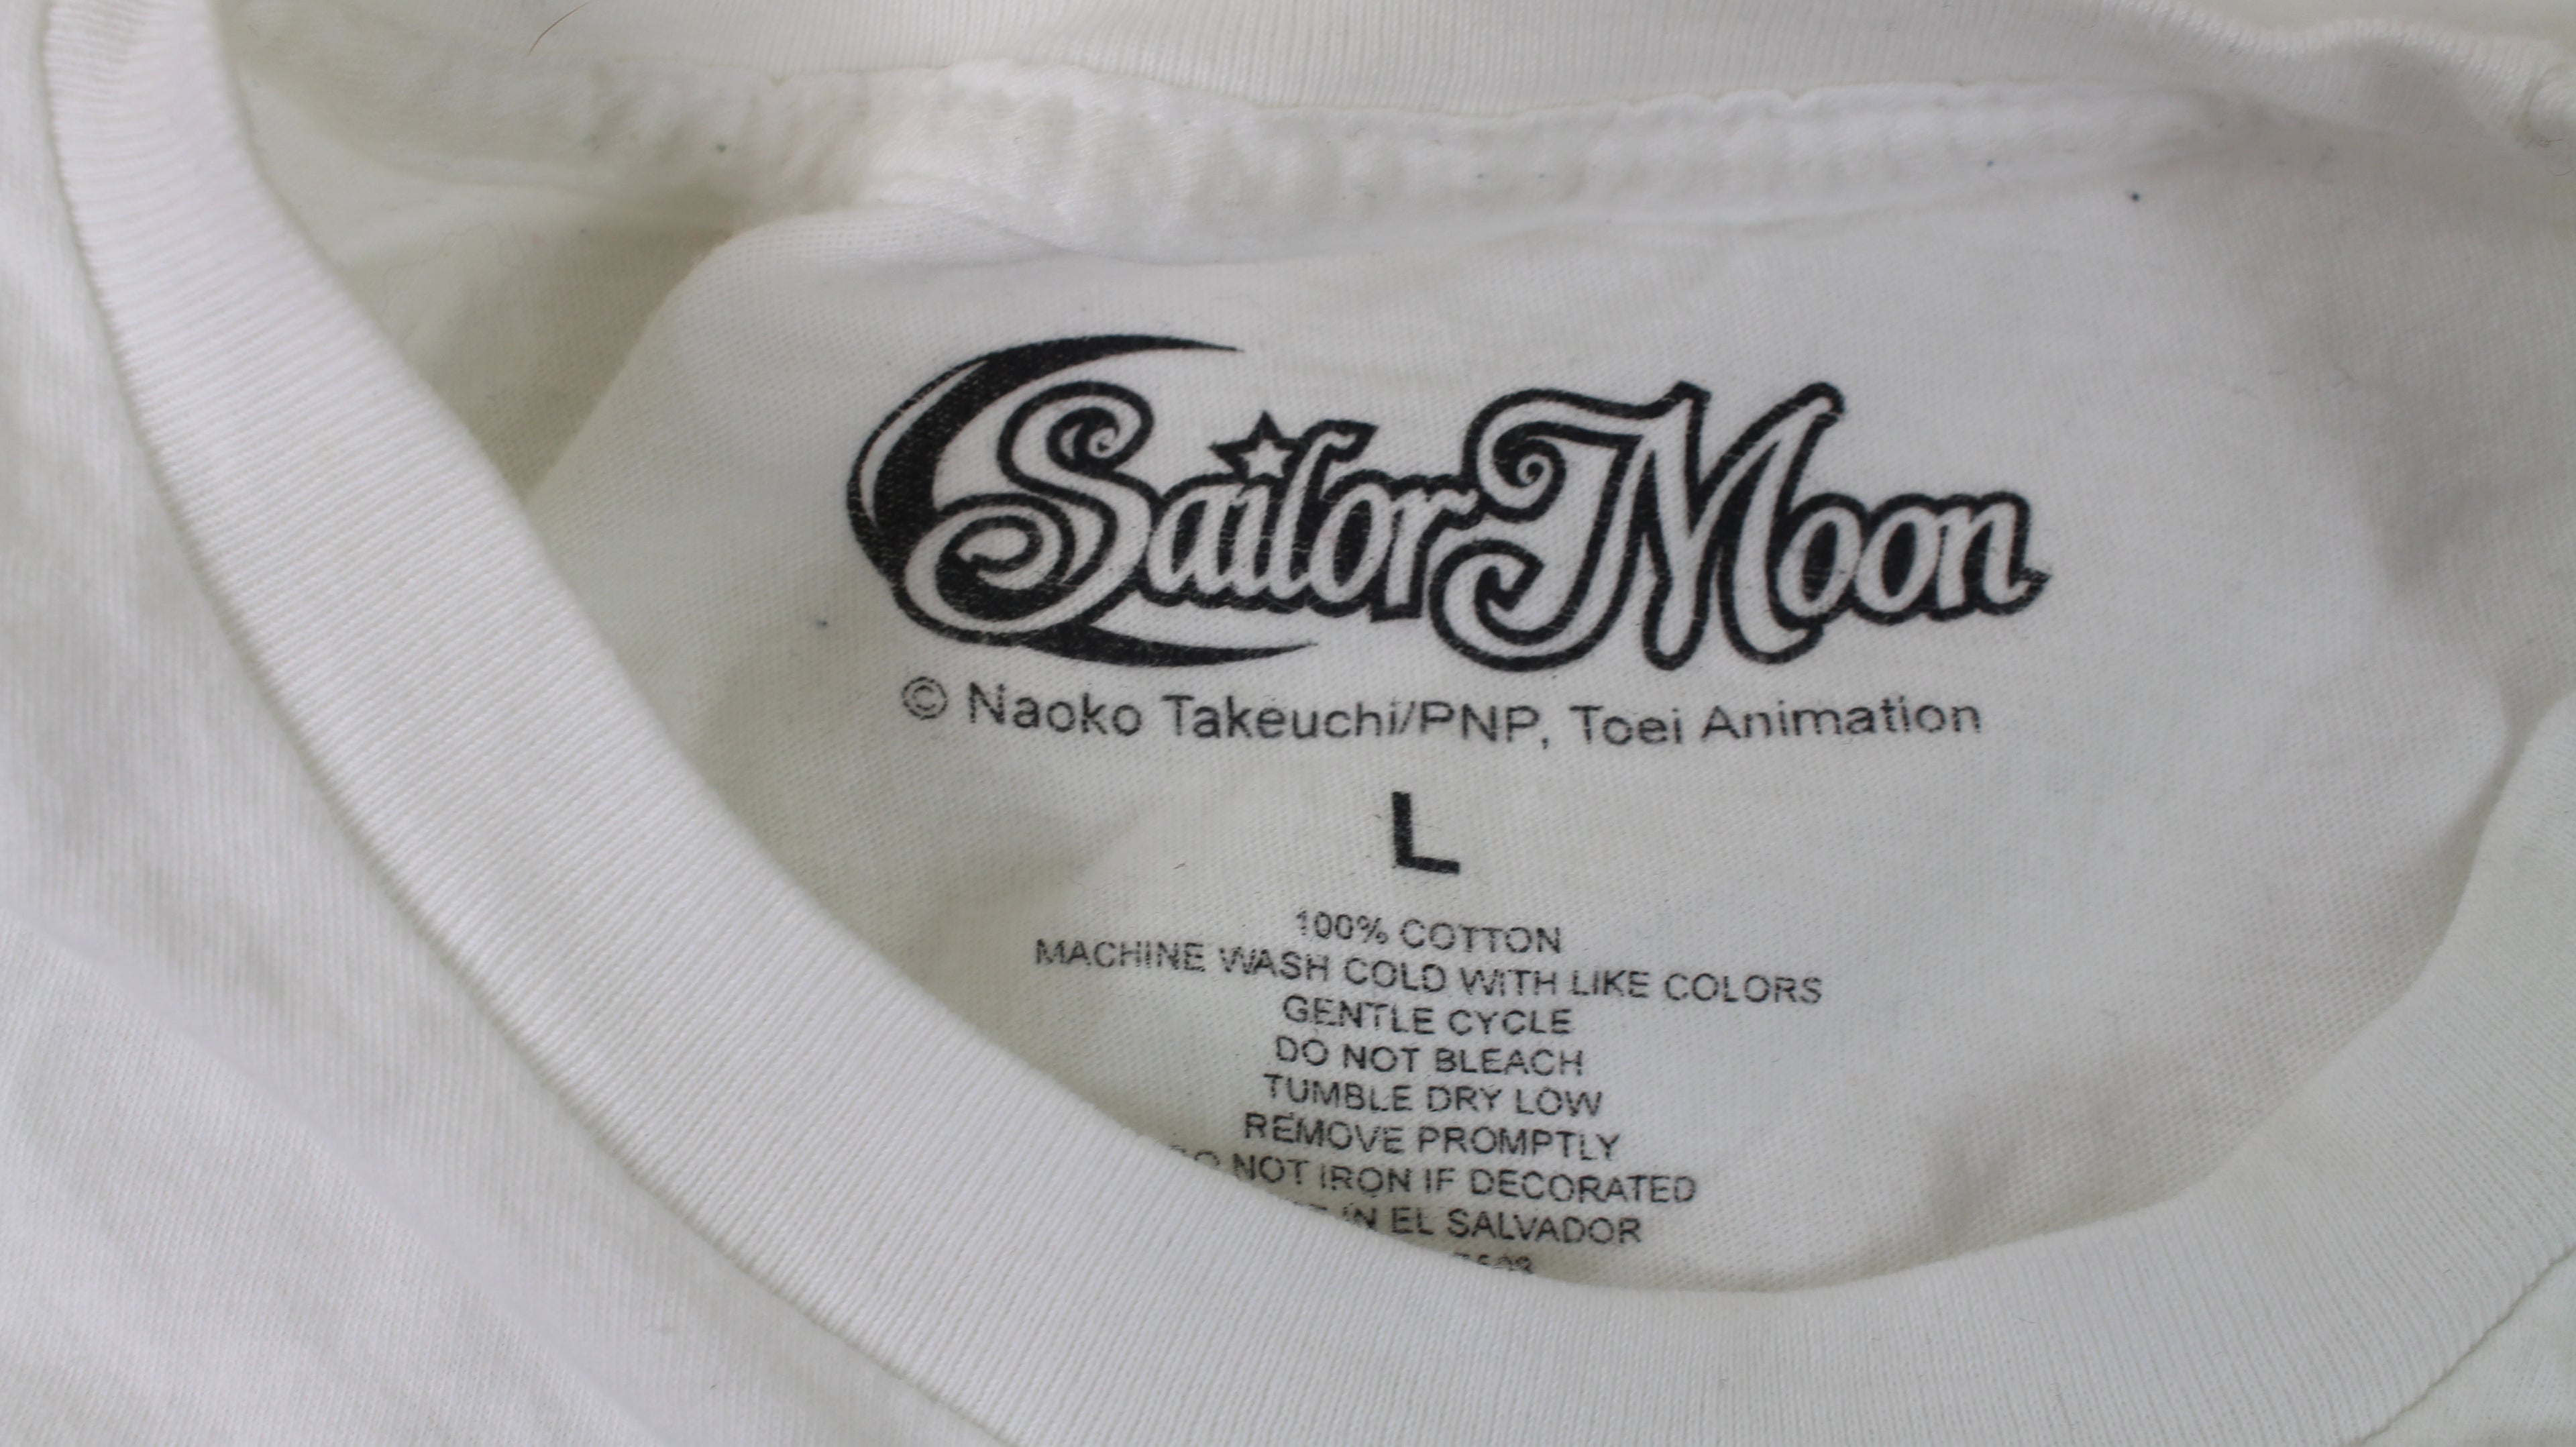 Sailor Moon
© Naoko Takeuchi/PNP, Toei Animation
L
100% COTTON
MACHINE WASH COLD WITH LIKE COLORS
GENTLE CYCLE
DO NOT BLEACH
TUMBLE DRY LOW
REMOVE PROMPTLY
DO NOT IRON IF DECORATED
IN EL SALVADOR